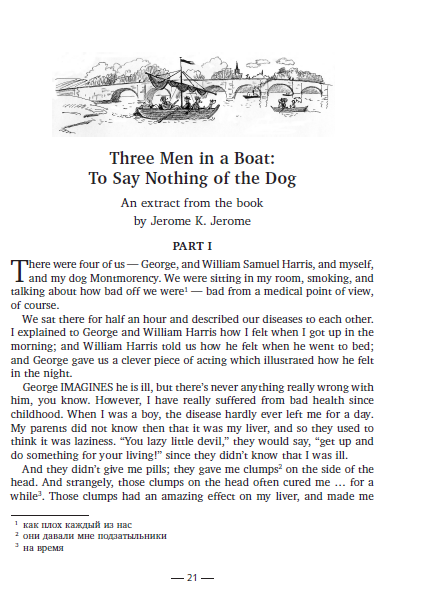 Three Men in a Boat:
To Say Nothing of the Dog
An extract from the book
by Jerome K. Jerome
PART I
There were four of us — George, and William Samuel Harris, and myself,
and my dog Montmorency. We were sitting in my room, smoking, and
talking about how bad off we were¹ — bad from a medical point of view,
of course.
We sat there for half an hour and described our diseases to each other.
I explained to George and William Harris how I felt when I got up in the
morning; and William Harris told us how he felt when he went to bed;
and George gave us a clever piece of acting which illustrated how he felt
in the night.
George IMAGINES he is ill, but there’s never anything really wrong with
him, you know. However, I have really suffered from bad health since
childhood. When I was a boy, the disease hardly ever left me for a day.
My parents did not know then that it was my liver, and so they used to
think it was laziness. “You lazy little devil,” they would say, “get up and
do something for your living!” since they didn’t know that I was ill.
And they didn’t give me pills; they gave me clumps² on the side of the
head. And strangely, those clumps on the head often cured me … for a
while³. Those clumps had an amazing effect on my liver, and made me
¹ как плох каждый из нас
² они давали мне подзатыльники
³ на время
— 21 —